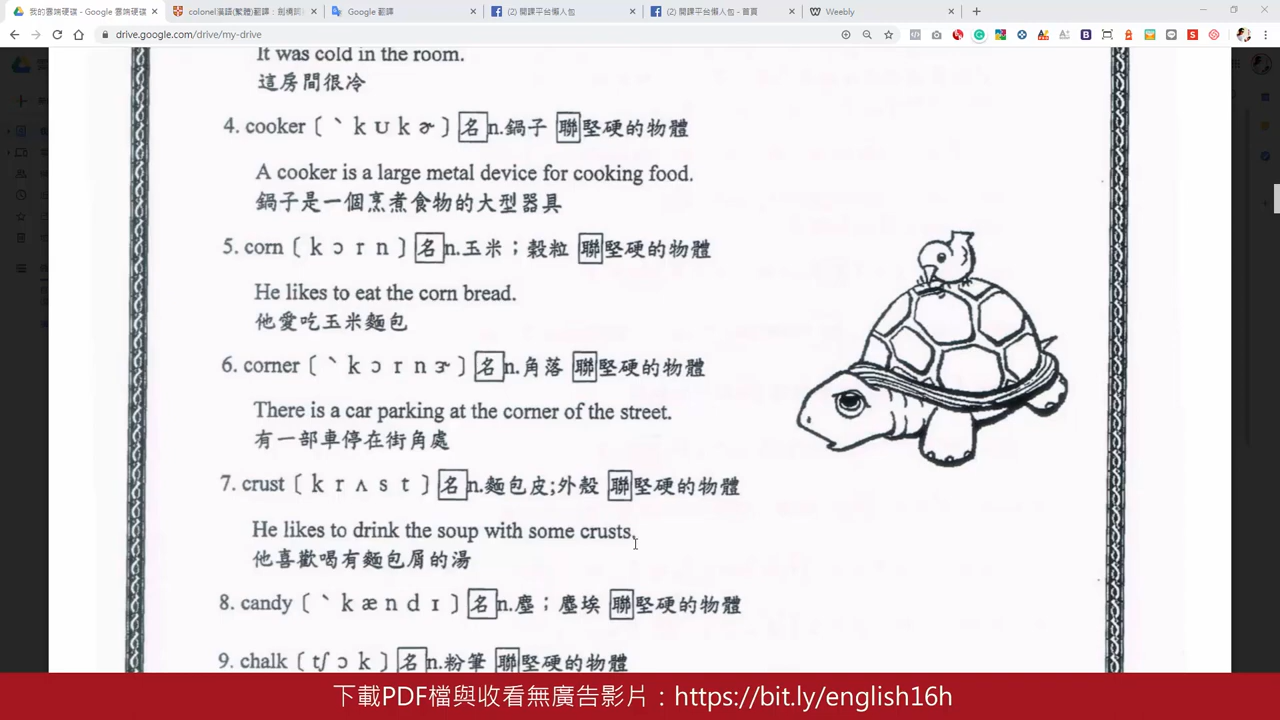 我的雲端硬碟 - Google 雲端硬碟
colonel漢語(繁體)翻譯：劍橋詞
Google 翻譯
(2) 開課平台懶人包
(2) 開課平台懶人包 - 首頁
Weebly
drive.google.com/drive/my-drive
It was cold in the room.
這房間很冷
4. cooker〔ˋkʊkɚ〕名n.鍋子 聯堅硬的物體
A cooker is a large metal device for cooking food.
鍋子是一個烹煮食物的大型器具
5. corn〔kɔrn〕名n.玉米；穀粒 聯堅硬的物體
He likes to eat the corn bread.
他愛吃玉米麵包
6. corner〔ˋkɔrnɝ〕名n.角落 聯堅硬的物體
There is a car parking at the corner of the street.
有一部車停在街角處
7. crust〔krʌst〕名n.麵包皮;外殼 聯堅硬的物體
He likes to drink the soup with some crusts.
他喜歡喝有麵包屑的湯
8. candy〔ˋkændɪ〕名n.塵；塵埃 聯堅硬的物體
9. chalk〔tʃɔk〕名n.粉筆 聯堅硬的物體
下載PDF檔與收看無廣告影片：https://bit.ly/english16h